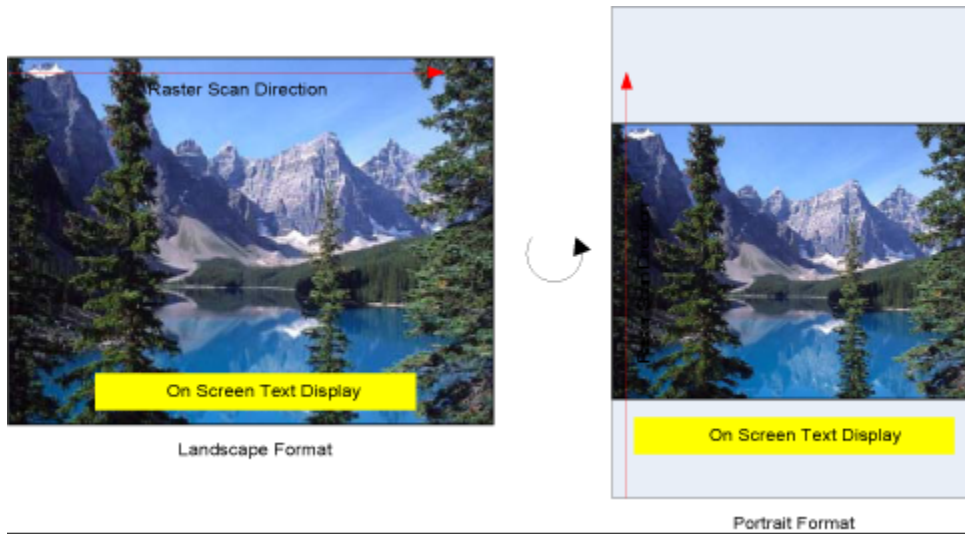 Raster Scan Direction
On Screen Text Display
Landscape Format
On Screen Text Display
Portrait Format